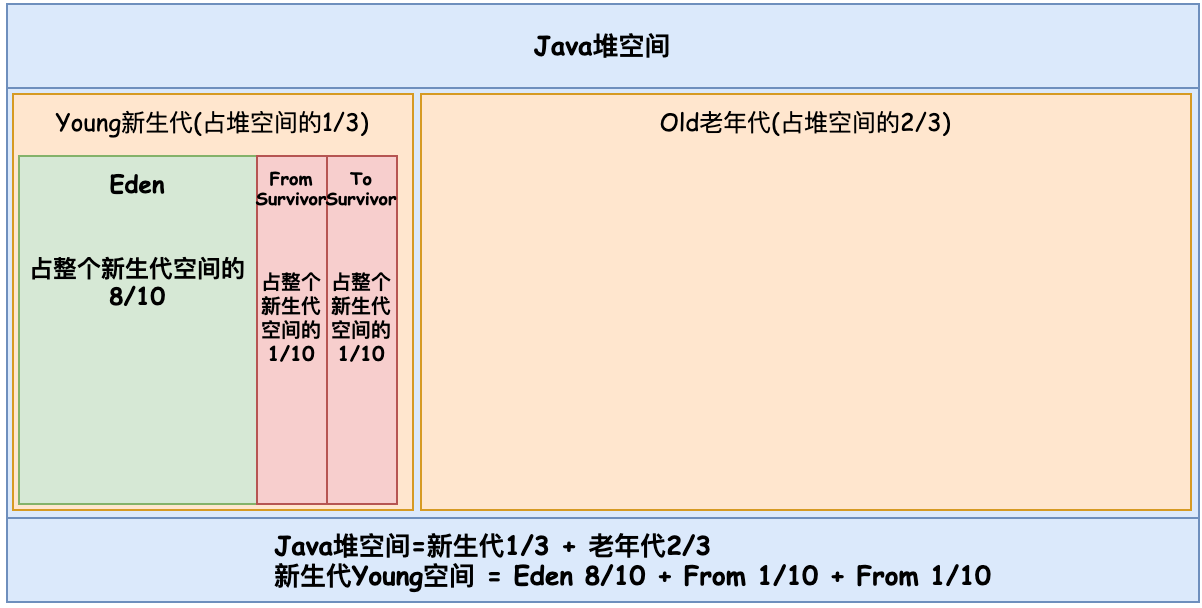 Java堆空间
Young新生代(占堆空间的1/3)
Old老年代(占堆空间的2/3)
Eden
占整个新生代空间的
8/10
From
Survivor
占整个
新生代
空间的
1/10
To
Survivor
占整个
新生代
空间的
1/10
Java堆空间=新生代1/3 + 老年代2/3
新生代Young空间 = Eden 8/10 + From 1/10 + From 1/10